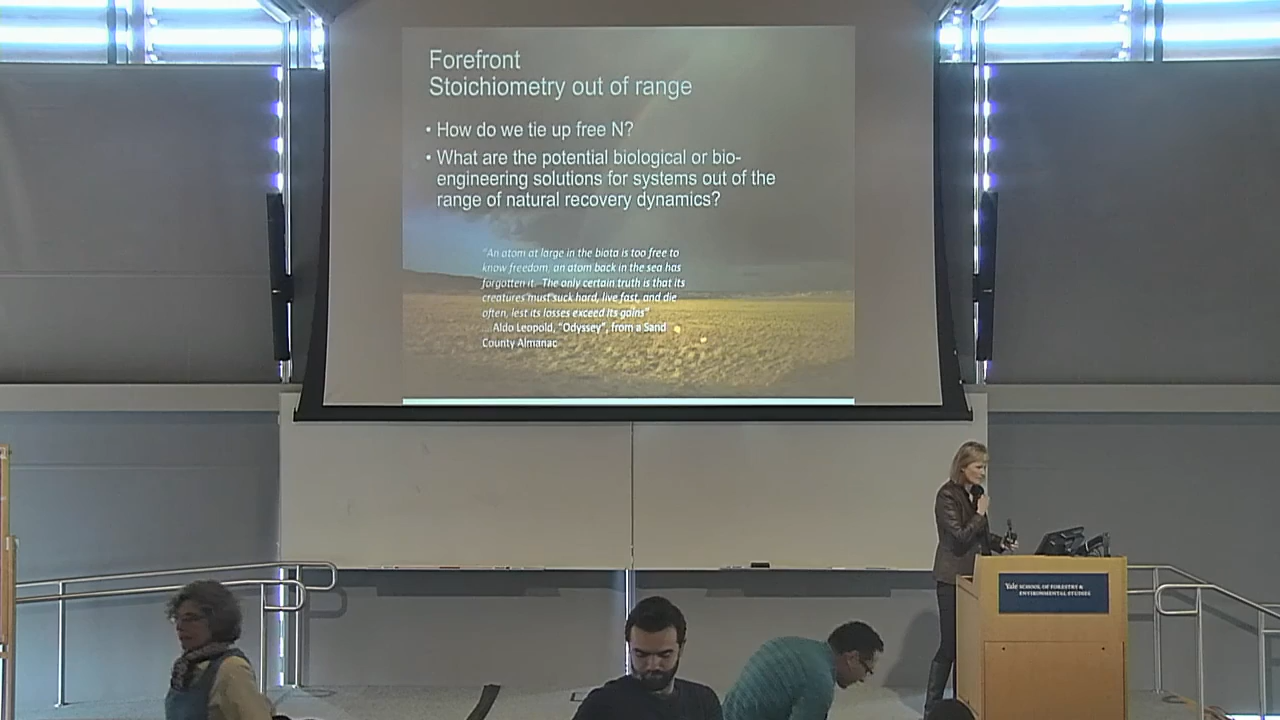 Forefront
Stoichiometry out of range
• How do we tie up free N?
• What are the potential biological or bio-
engineering solutions for systems out of the
range of natural recovery dynamics?
"An atom at large in the biota is too free to
know freedom; an atom back in the sea has
forgotten it. The only certain truth is that its
creatures must suck hard, live fast, and die
often, lest its losses exceed its gains"
... Aldo Leopold, "Odyssey", from a Sand
County Almanac
Yale SCHOOL OF FORESTRY &
ENVIRONMENTAL STUDIES